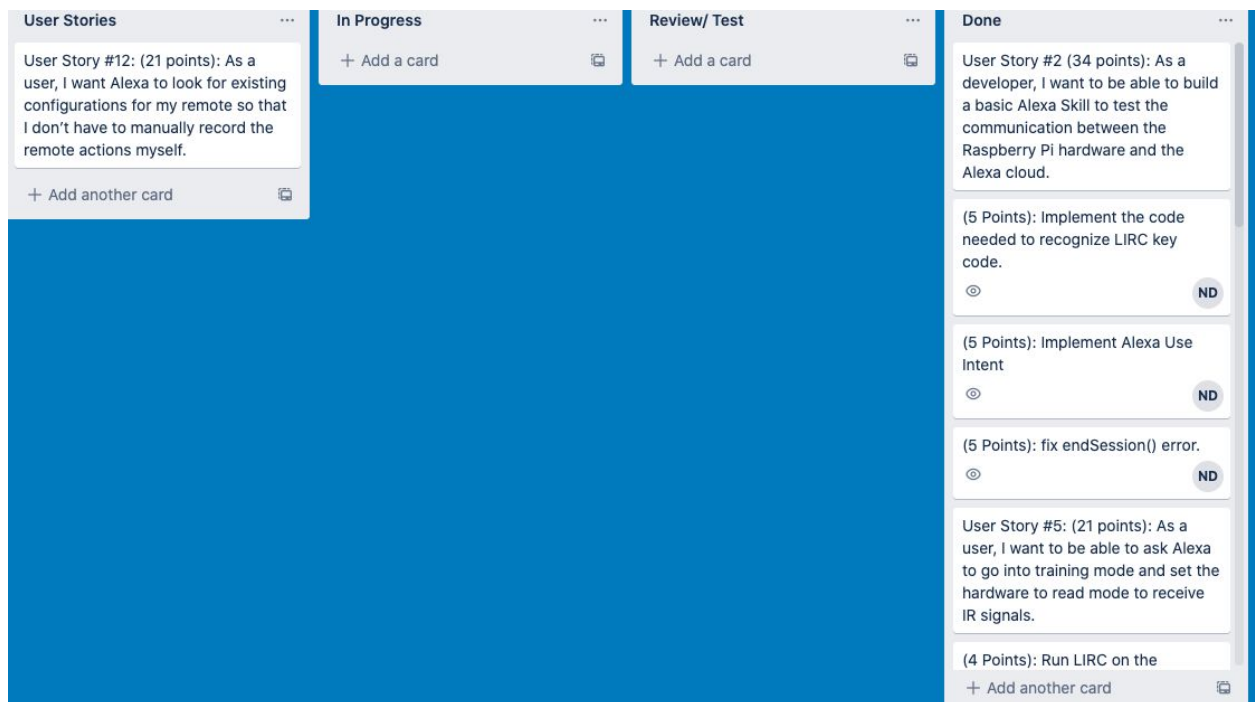 User Stories
User Story #12: (21 points): As a
user, I want Alexa to look for existing
configurations for my remote so that
I don’t have to manually record the
remote actions myself.
+ Add another card
In Progress
+ Add a card
Review/ Test
+ Add a card
Done
User Story #2 (34 points): As a
developer, I want to be able to build
a basic Alexa Skill to test the
communication between the
Raspberry Pi hardware and the
Alexa cloud.
(5 Points): Implement the code
needed to recognize LIRC key
code.
ND
(5 Points): Implement Alexa Use
Intent
ND
(5 Points): fix endSession() error.
ND
User Story #5: (21 points): As a
user, I want to be able to ask Alexa
to go into training mode and set the
hardware to read mode to receive
IR signals.
(4 Points): Run LIRC on the
+ Add another card